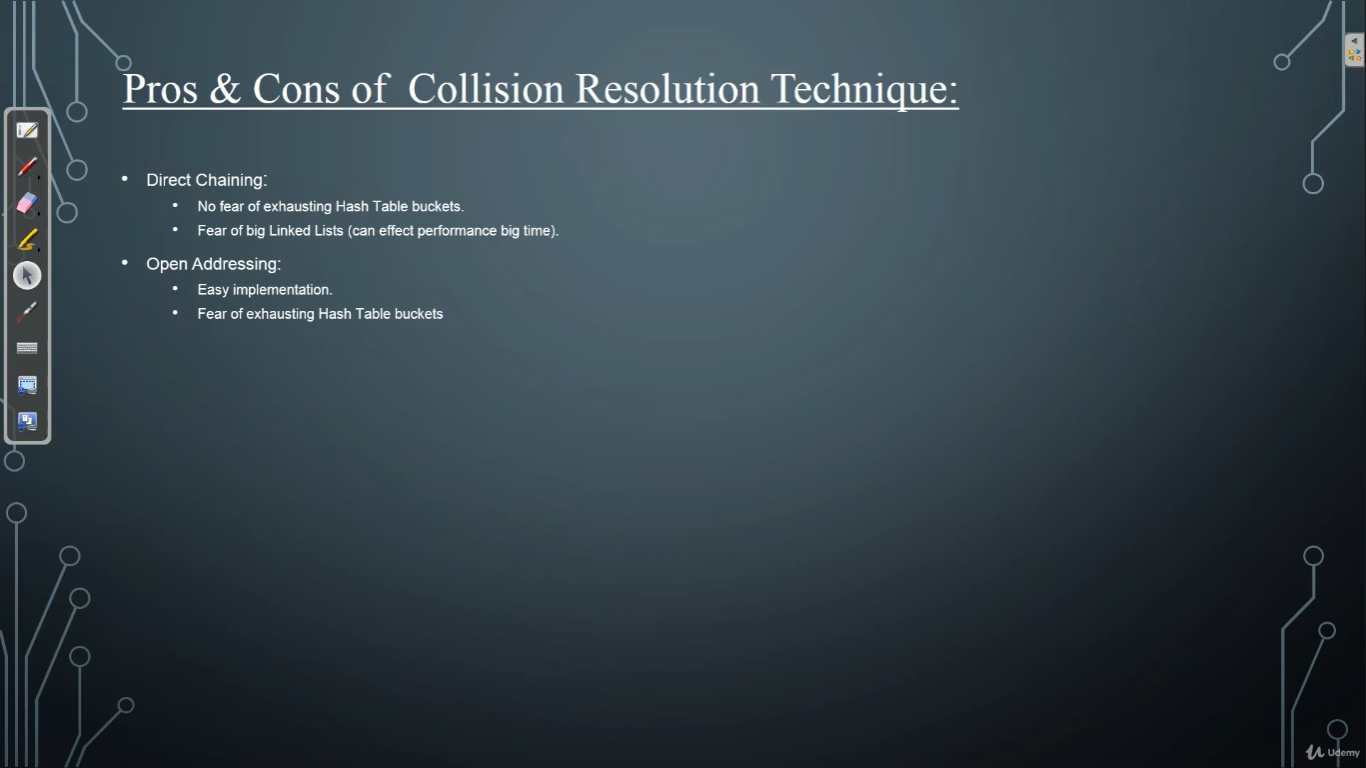 Pros & Cons of Collision Resolution Technique:
• Direct Chaining:
• No fear of exhausting Hash Table buckets.
• Fear of big Linked Lists (can effect performance big time).
• Open Addressing:
• Easy implementation.
• Fear of exhausting Hash Table buckets
Udemy